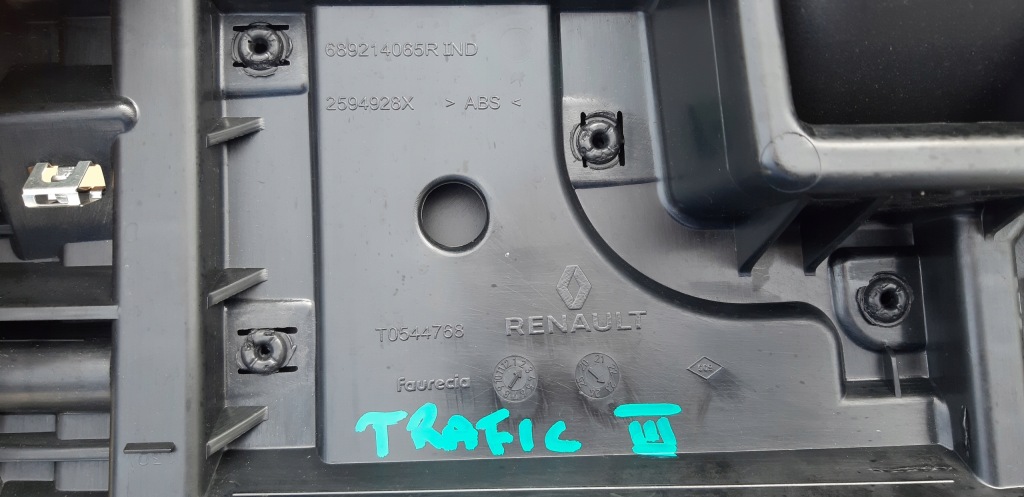 689214065R IND
2594928X > ABS <
T0544768
RENAULT
faurecia
TRAFIC III